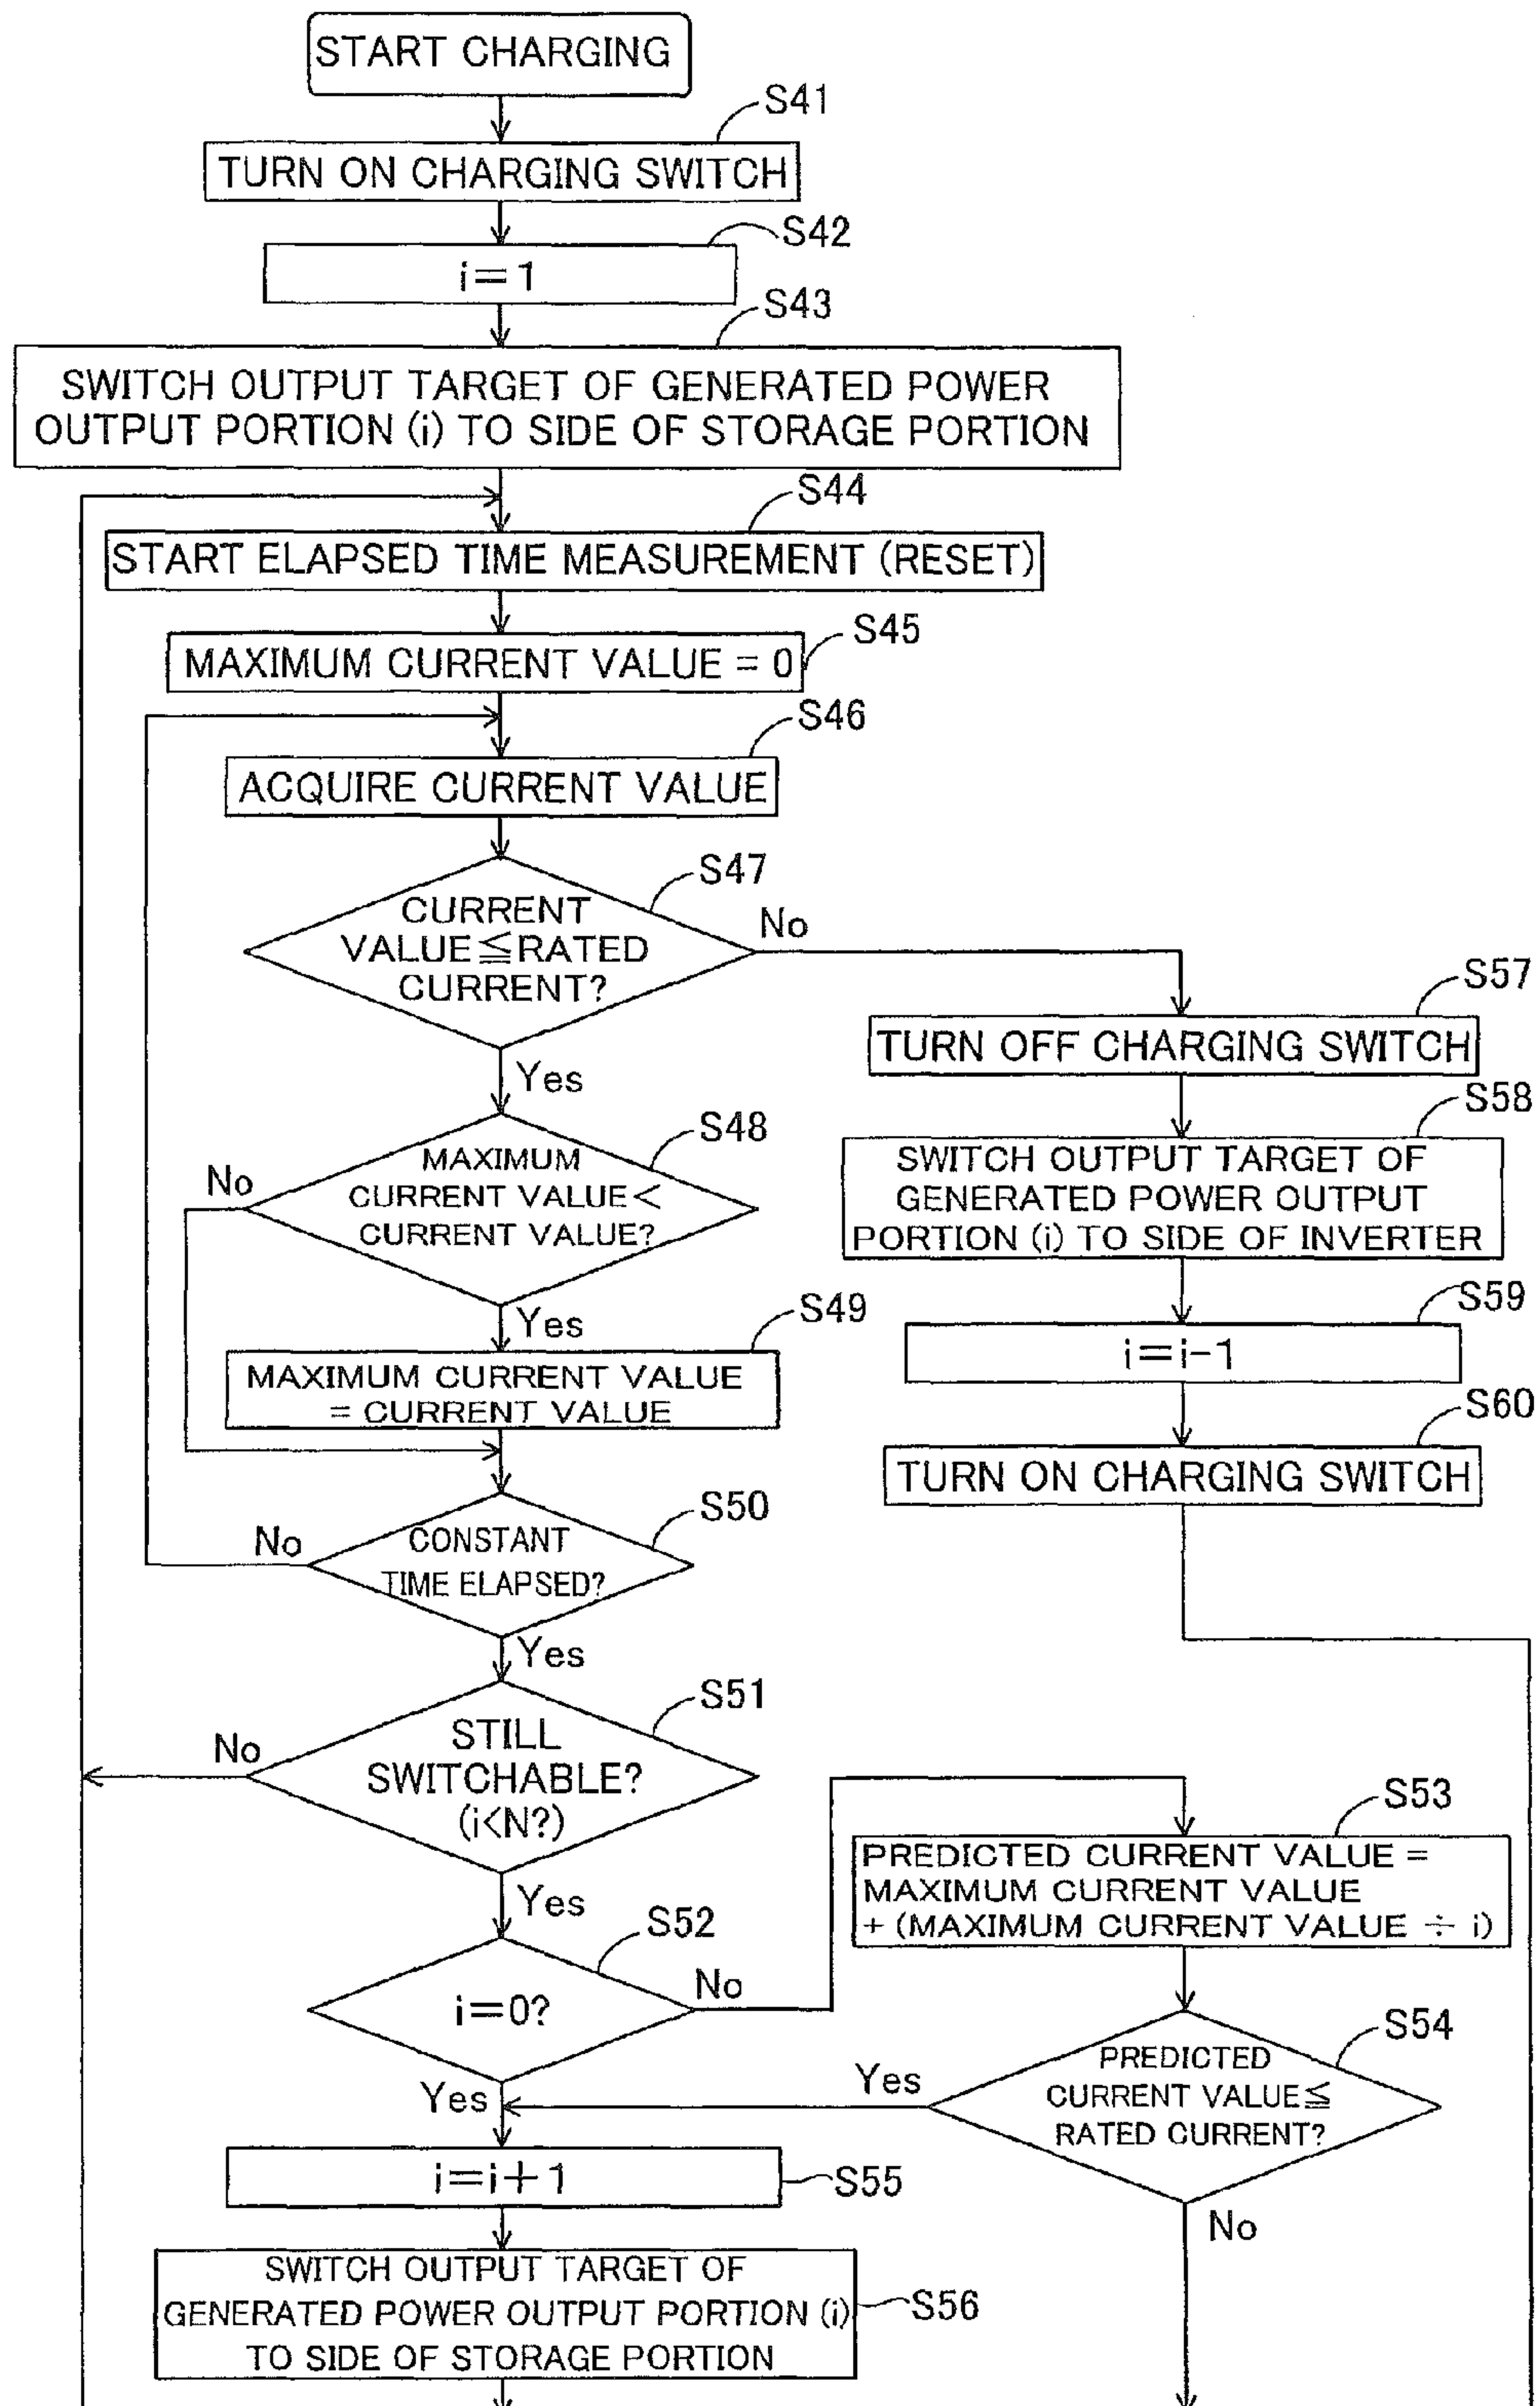 START CHARGING
S41
TURN ON CHARGING SWITCH
S42
i=1
S43
SWITCH OUTPUT TARGET OF GENERATED POWER
OUTPUT PORTION (i) TO SIDE OF STORAGE PORTION
S44
START ELAPSED TIME MEASUREMENT (RESET)
S45
MAXIMUM CURRENT VALUE = 0
S46
ACQUIRE CURRENT VALUE
S47
CURRENT
VALUE≦RATED
CURRENT?
No
Yes
S48
MAXIMUM
CURRENT VALUE<
CURRENT VALUE?
No
Yes
S49
MAXIMUM CURRENT VALUE
= CURRENT VALUE
S50
CONSTANT
TIME ELAPSED?
No
Yes
S51
STILL
SWITCHABLE?
(i<N?)
No
Yes
S52
i=0?
No
Yes
S53
PREDICTED CURRENT VALUE =
MAXIMUM CURRENT VALUE
+ (MAXIMUM CURRENT VALUE ÷ i)
S54
PREDICTED
CURRENT VALUE≦
RATED CURRENT?
Yes
No
i=i+1
S55
SWITCH OUTPUT TARGET OF
GENERATED POWER OUTPUT PORTION (i)
TO SIDE OF STORAGE PORTION
S56
S57
TURN OFF CHARGING SWITCH
S58
SWITCH OUTPUT TARGET OF
GENERATED POWER OUTPUT
PORTION (i) TO SIDE OF INVERTER
S59
i=i-1
S60
TURN ON CHARGING SWITCH